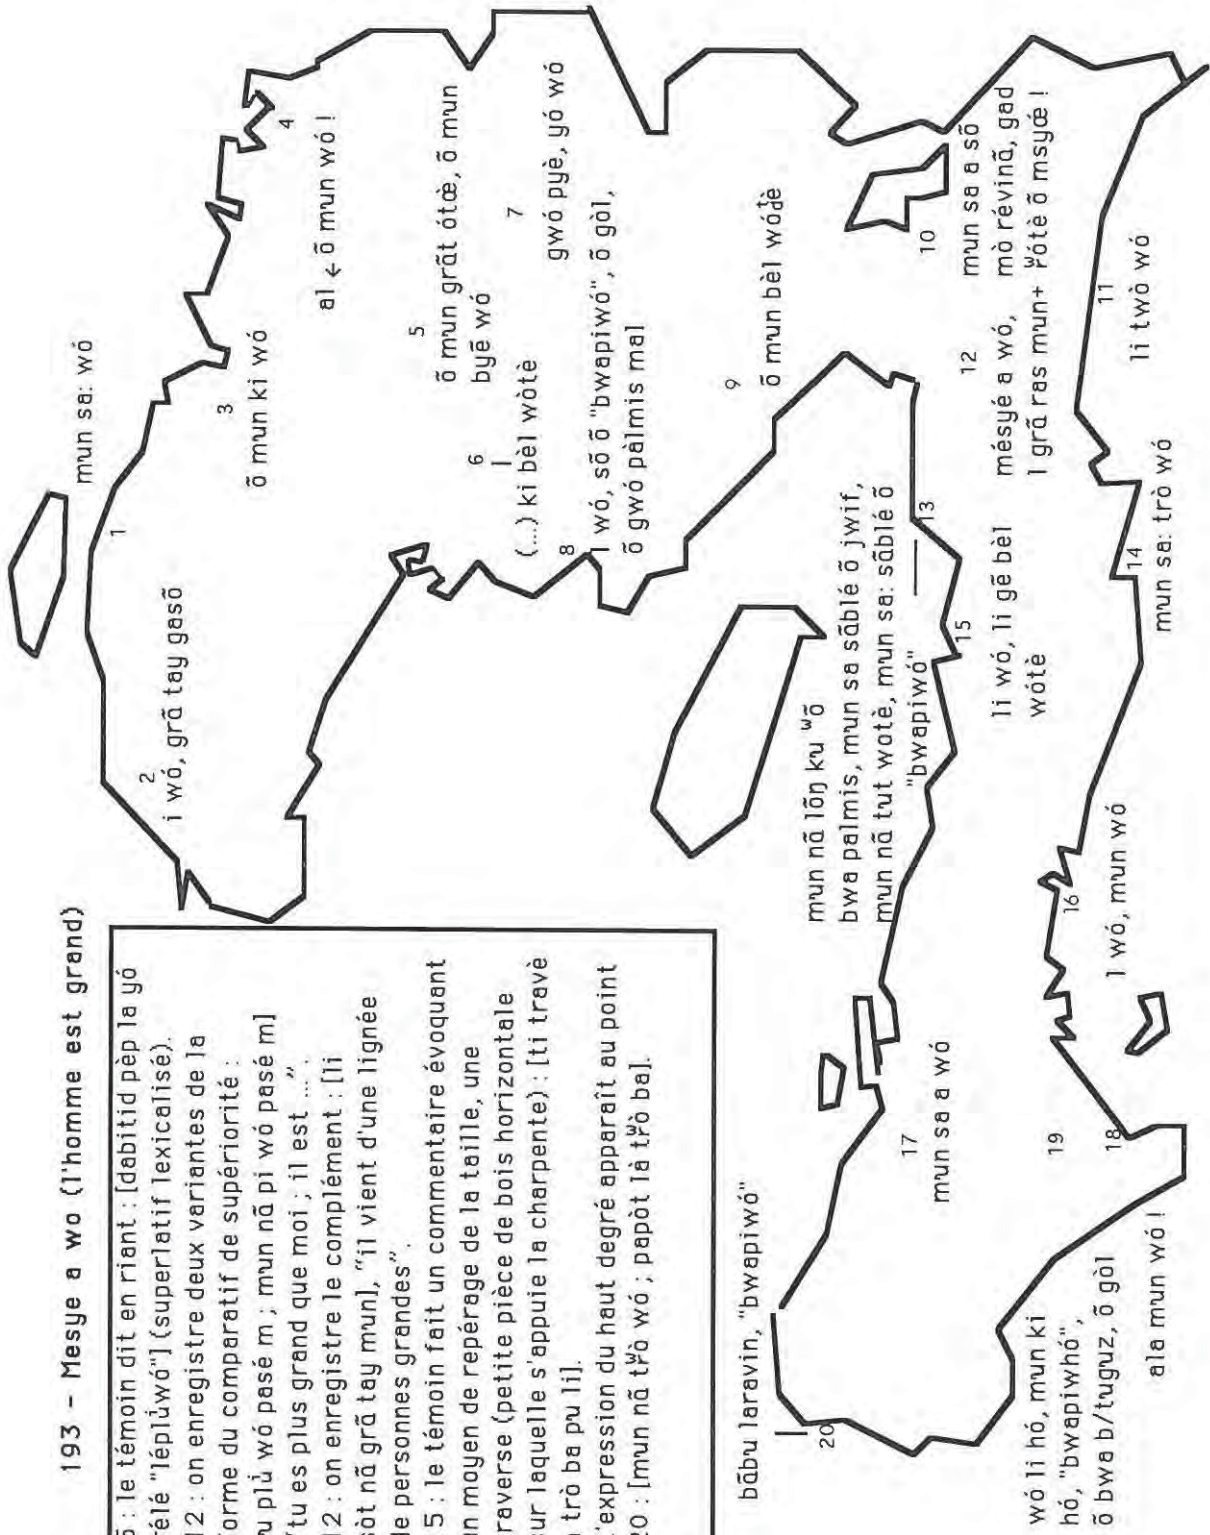 193 – Mesye a wo (l'homme est grand)
: le témoin dit en riant : [dabitid pèp la yó
rélé "léplùwó"] (superlatif lexicalisé).
12 : on enregistre deux variantes de la
forme du comparatif de supériorité :
plù wó pasé m ; mun nã pi wó pasé m]
"tu es plus grand que moi ; il est ...".
12 : on enregistre le complément : [li
sòt nã grã tay mun], "il vient d'une lignée
de personnes grandes".
5 : le témoin fait un commentaire évoquant
un moyen de repérage de la taille, une
traverse (petite pièce de bois horizontale
sur laquelle s'appuie la charpente) : [ti travè
a trò ba pu li].
l'expression du haut degré apparaît au point
20 : [mun nã tʷò wó ; papòt là tʷò ba].
mun sa: wó
1
2
i wó, grã tay gasõ
3
õ mun ki wó
4
al ← õ mun wó !
5
õ mun grãt ótœ, õ mun
byẽ wó
6
(...) ki bèl wòtè
7
gwó pyè, yó wó
8
l wó, sõ õ "bwapiwó", õ gòl,
õ gwó pàlmis mal
9
õ mun bèl wótè
10
mun sa a sõ
mò révinã, gad
ʷótè õ msyœ !
11
li twò wó
12
mésyé a wó,
l grã ras mun+
13
mun nã lõŋ ku ʷõ
bwa palmis, mun sa sãblé õ jwif,
mun nã tut wotè, mun sa: sãblé õ
"bwapiwó"
14
mun sa: trò wó
15
li wó, li gẽ bèl
wótè
16
l wó, mun wó
17
mun sa a wó
18
ala mun wó !
19
wó li hó, mun ki
hó, "bwapiwhó",
õ bwa b/tuguz, õ gòl
20
bãbu laravin, "bwapiwó"